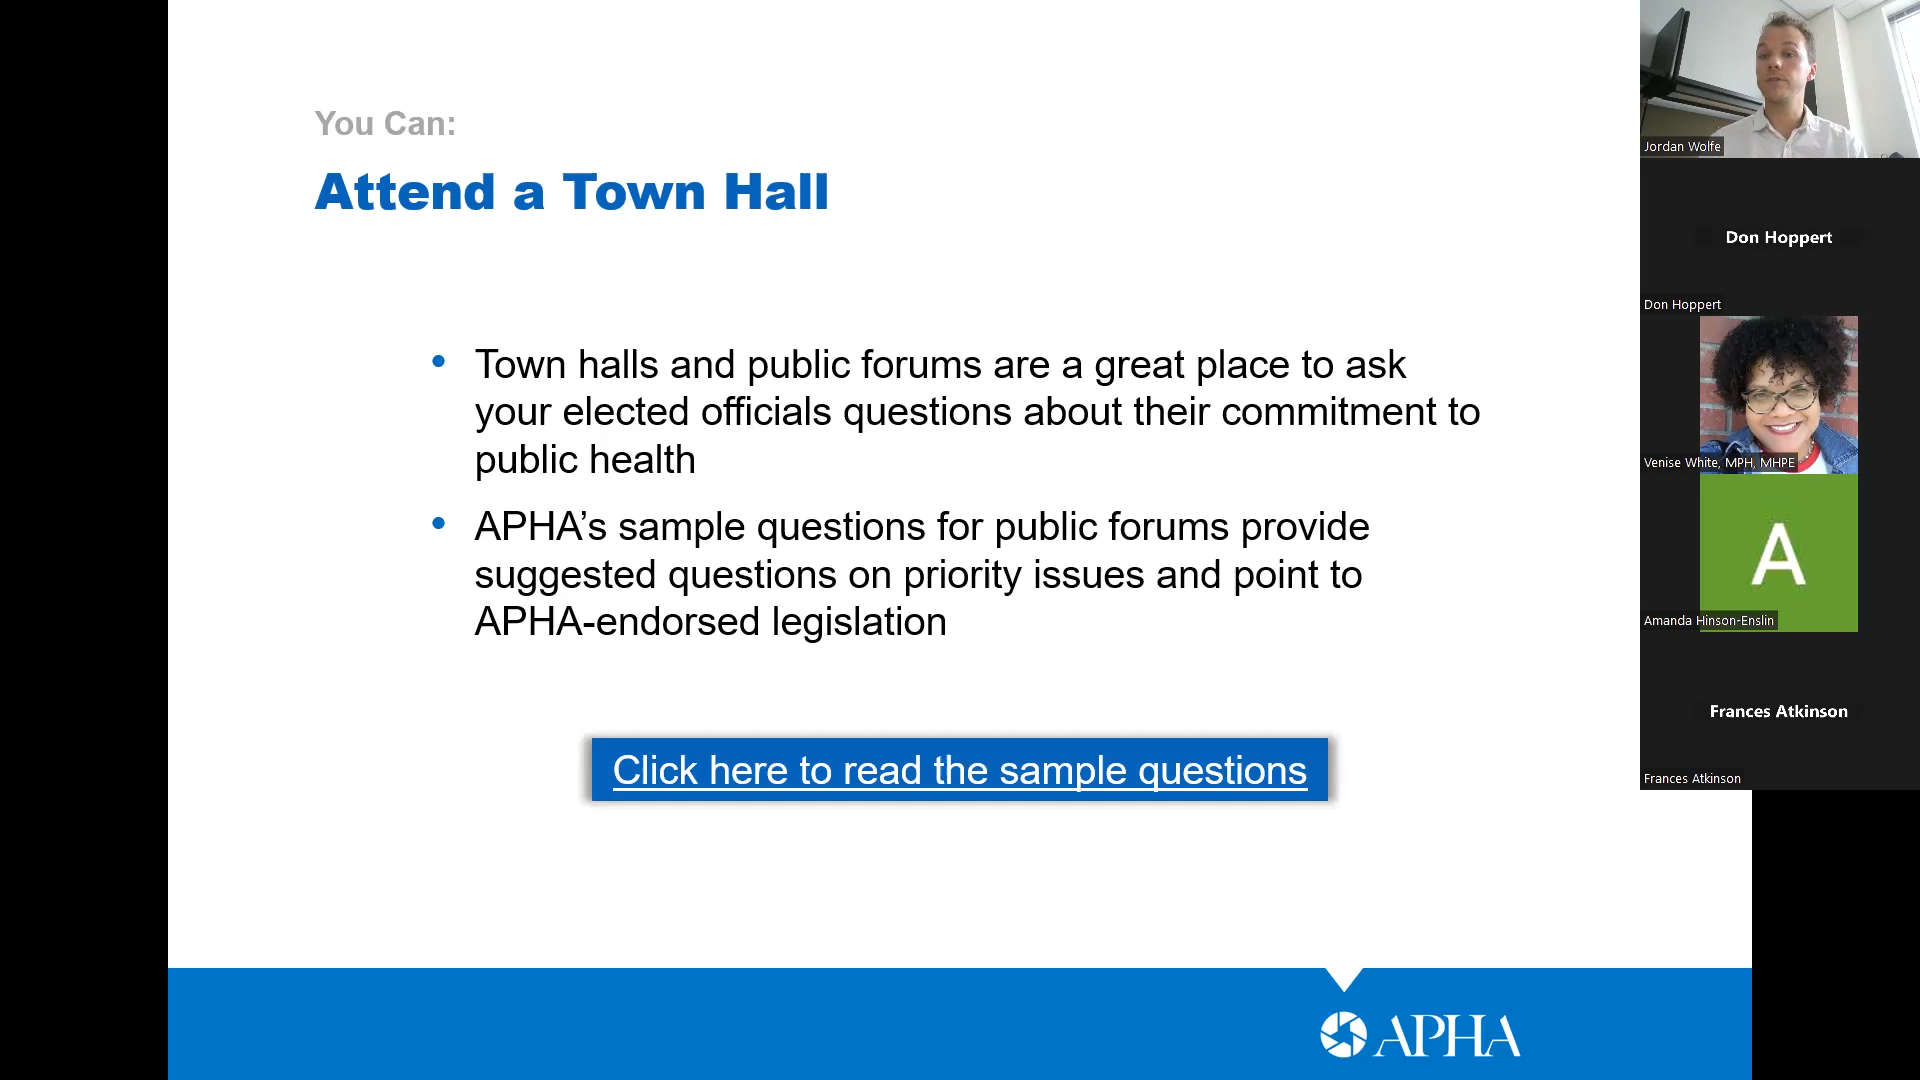 You Can:
Attend a Town Hall
• Town halls and public forums are a great place to ask
your elected officials questions about their commitment to
public health
• APHA’s sample questions for public forums provide
suggested questions on priority issues and point to
APHA-endorsed legislation
Click here to read the sample questions
APHA
Jordan Wolfe
Don Hoppert
Don Hoppert
Venise White, MPH, MHPE
A
Amanda Hinson-Enslin
Frances Atkinson
Frances Atkinson